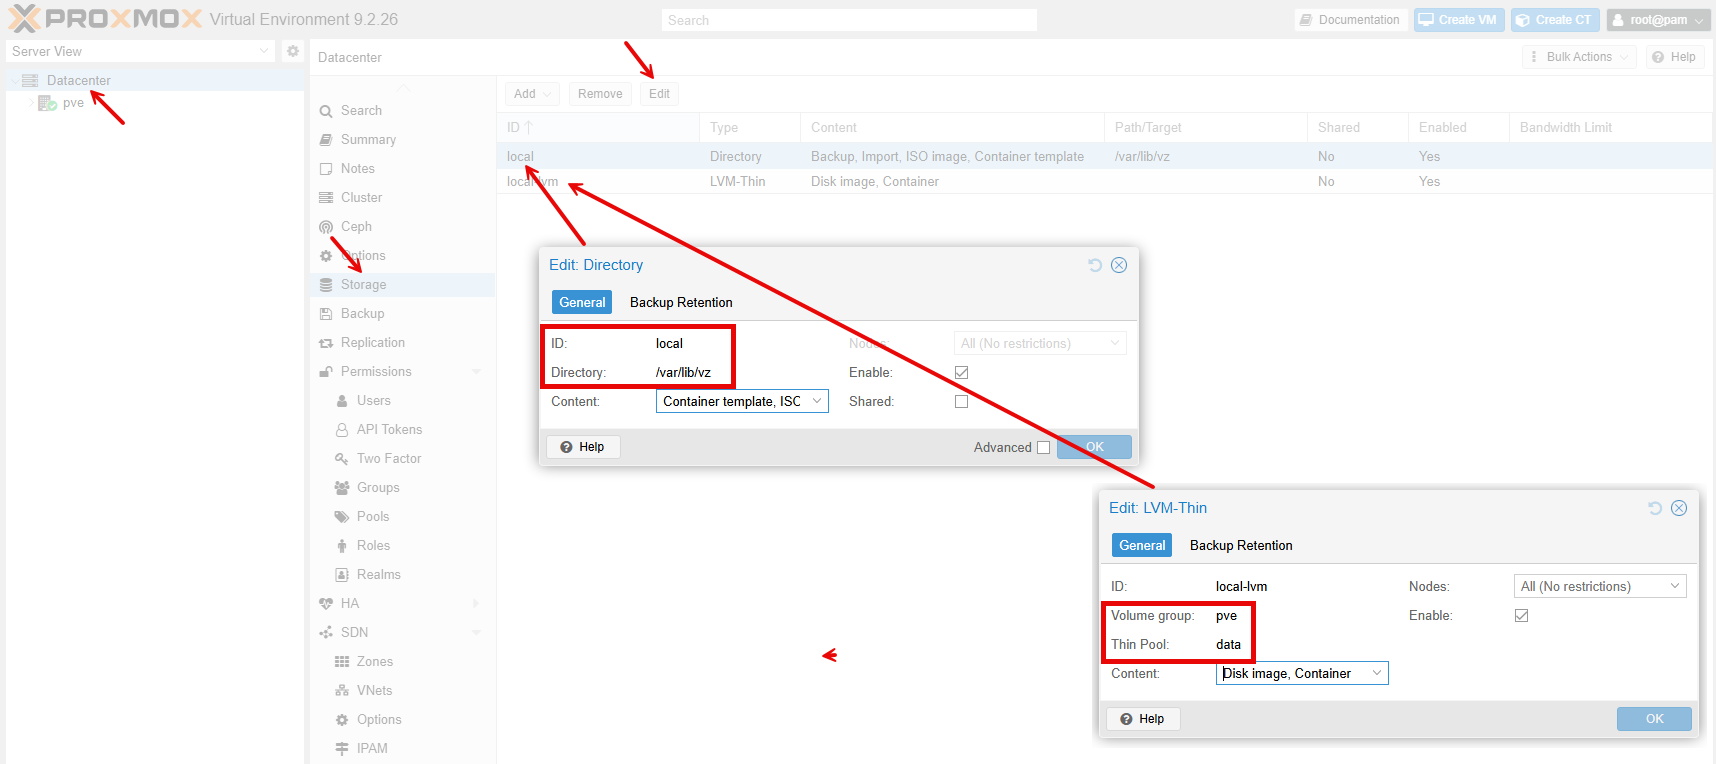 PROXMOX Virtual Environment 9.2.26
Search
Documentation
Create VM
Create CT
root@pam
Server View
Datacenter
pve
Datacenter
Bulk Actions
Help
Search
Summary
Notes
Cluster
Ceph
Options
Storage
Backup
Replication
Permissions
Users
API Tokens
Two Factor
Groups
Pools
Roles
Realms
HA
SDN
Zones
VNets
Options
IPAM
Add
Remove
Edit
ID Type Content Path/Target Shared Enabled Bandwidth Limit
local Directory Backup, Import, ISO image, Container template /var/lib/vz No Yes
local-lvm LVM-Thin Disk image, Container No Yes
Edit: Directory
General Backup Retention
ID: local Nodes: All (No restrictions)
Directory: /var/lib/vz Enable:
Content: Container template, ISO Shared:
Help Advanced OK
Edit: LVM-Thin
General Backup Retention
ID: local-lvm Nodes: All (No restrictions)
Volume group: pve Enable:
Thin Pool: data
Content: Disk image, Container
Help OK